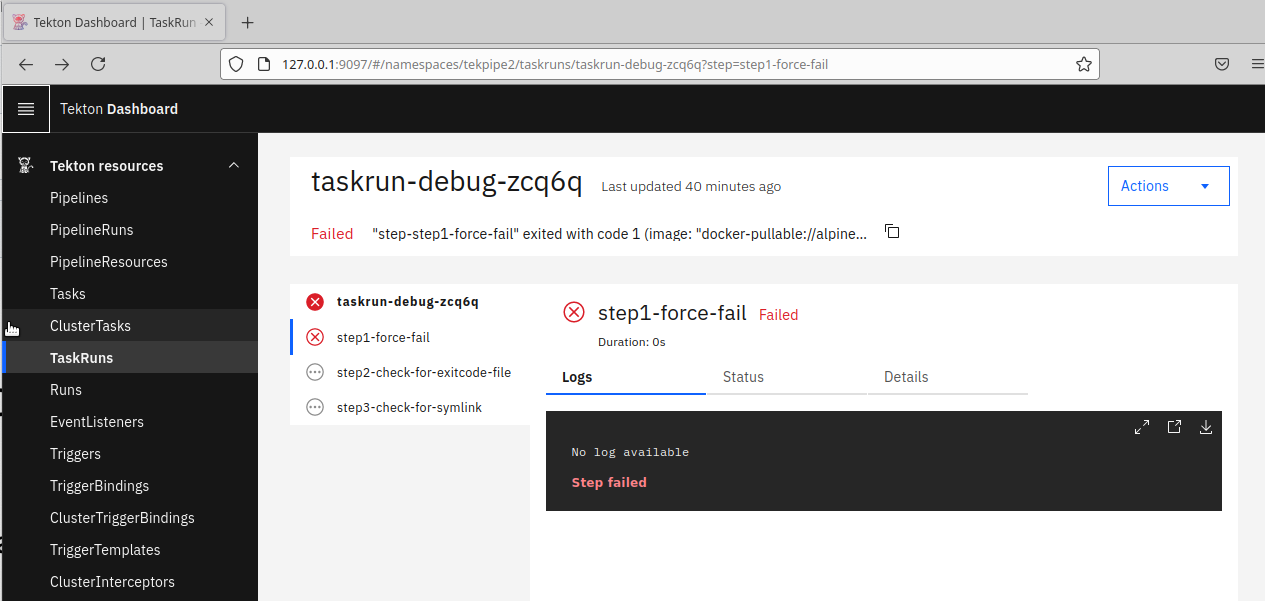 Tekton Dashboard | TaskRun
127.0.0.1:9097/#/namespaces/tekpipe2/taskruns/taskrun-debug-zcq6q?step=step1-force-fail
Tekton Dashboard
Tekton resources
Pipelines
PipelineRuns
PipelineResources
Tasks
ClusterTasks
TaskRuns
Runs
EventListeners
Triggers
TriggerBindings
ClusterTriggerBindings
TriggerTemplates
ClusterInterceptors
taskrun-debug-zcq6q Last updated 40 minutes ago
Actions
Failed "step-step1-force-fail" exited with code 1 (image: "docker-pullable://alpine...
taskrun-debug-zcq6q
step1-force-fail
step2-check-for-exitcode-file
step3-check-for-symlink
step1-force-fail Failed
Duration: 0s
Logs Status Details
No log available
Step failed